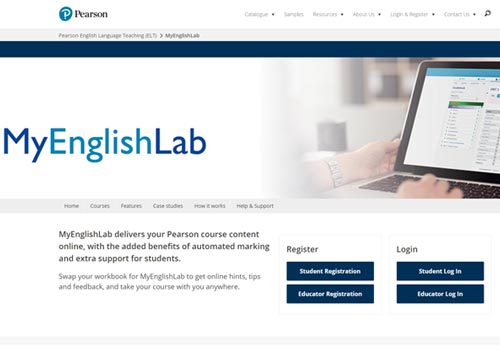 Pearson
Catalogue Samples Resources About Us Login & Register Contact Us
Pearson English Language Teaching (ELT) MyEnglishLab
MyEnglishLab
Home Courses Features Case studies How it works Help & Support
MyEnglishLab delivers your Pearson course content
online, with the added benefits of automated marking
and extra support for students.
Swap your workbook for MyEnglishLab to get online hints, tips
and feedback, and take your course with you anywhere.
Register
Student Registration
Educator Registration
Login
Student Log In
Educator Log In